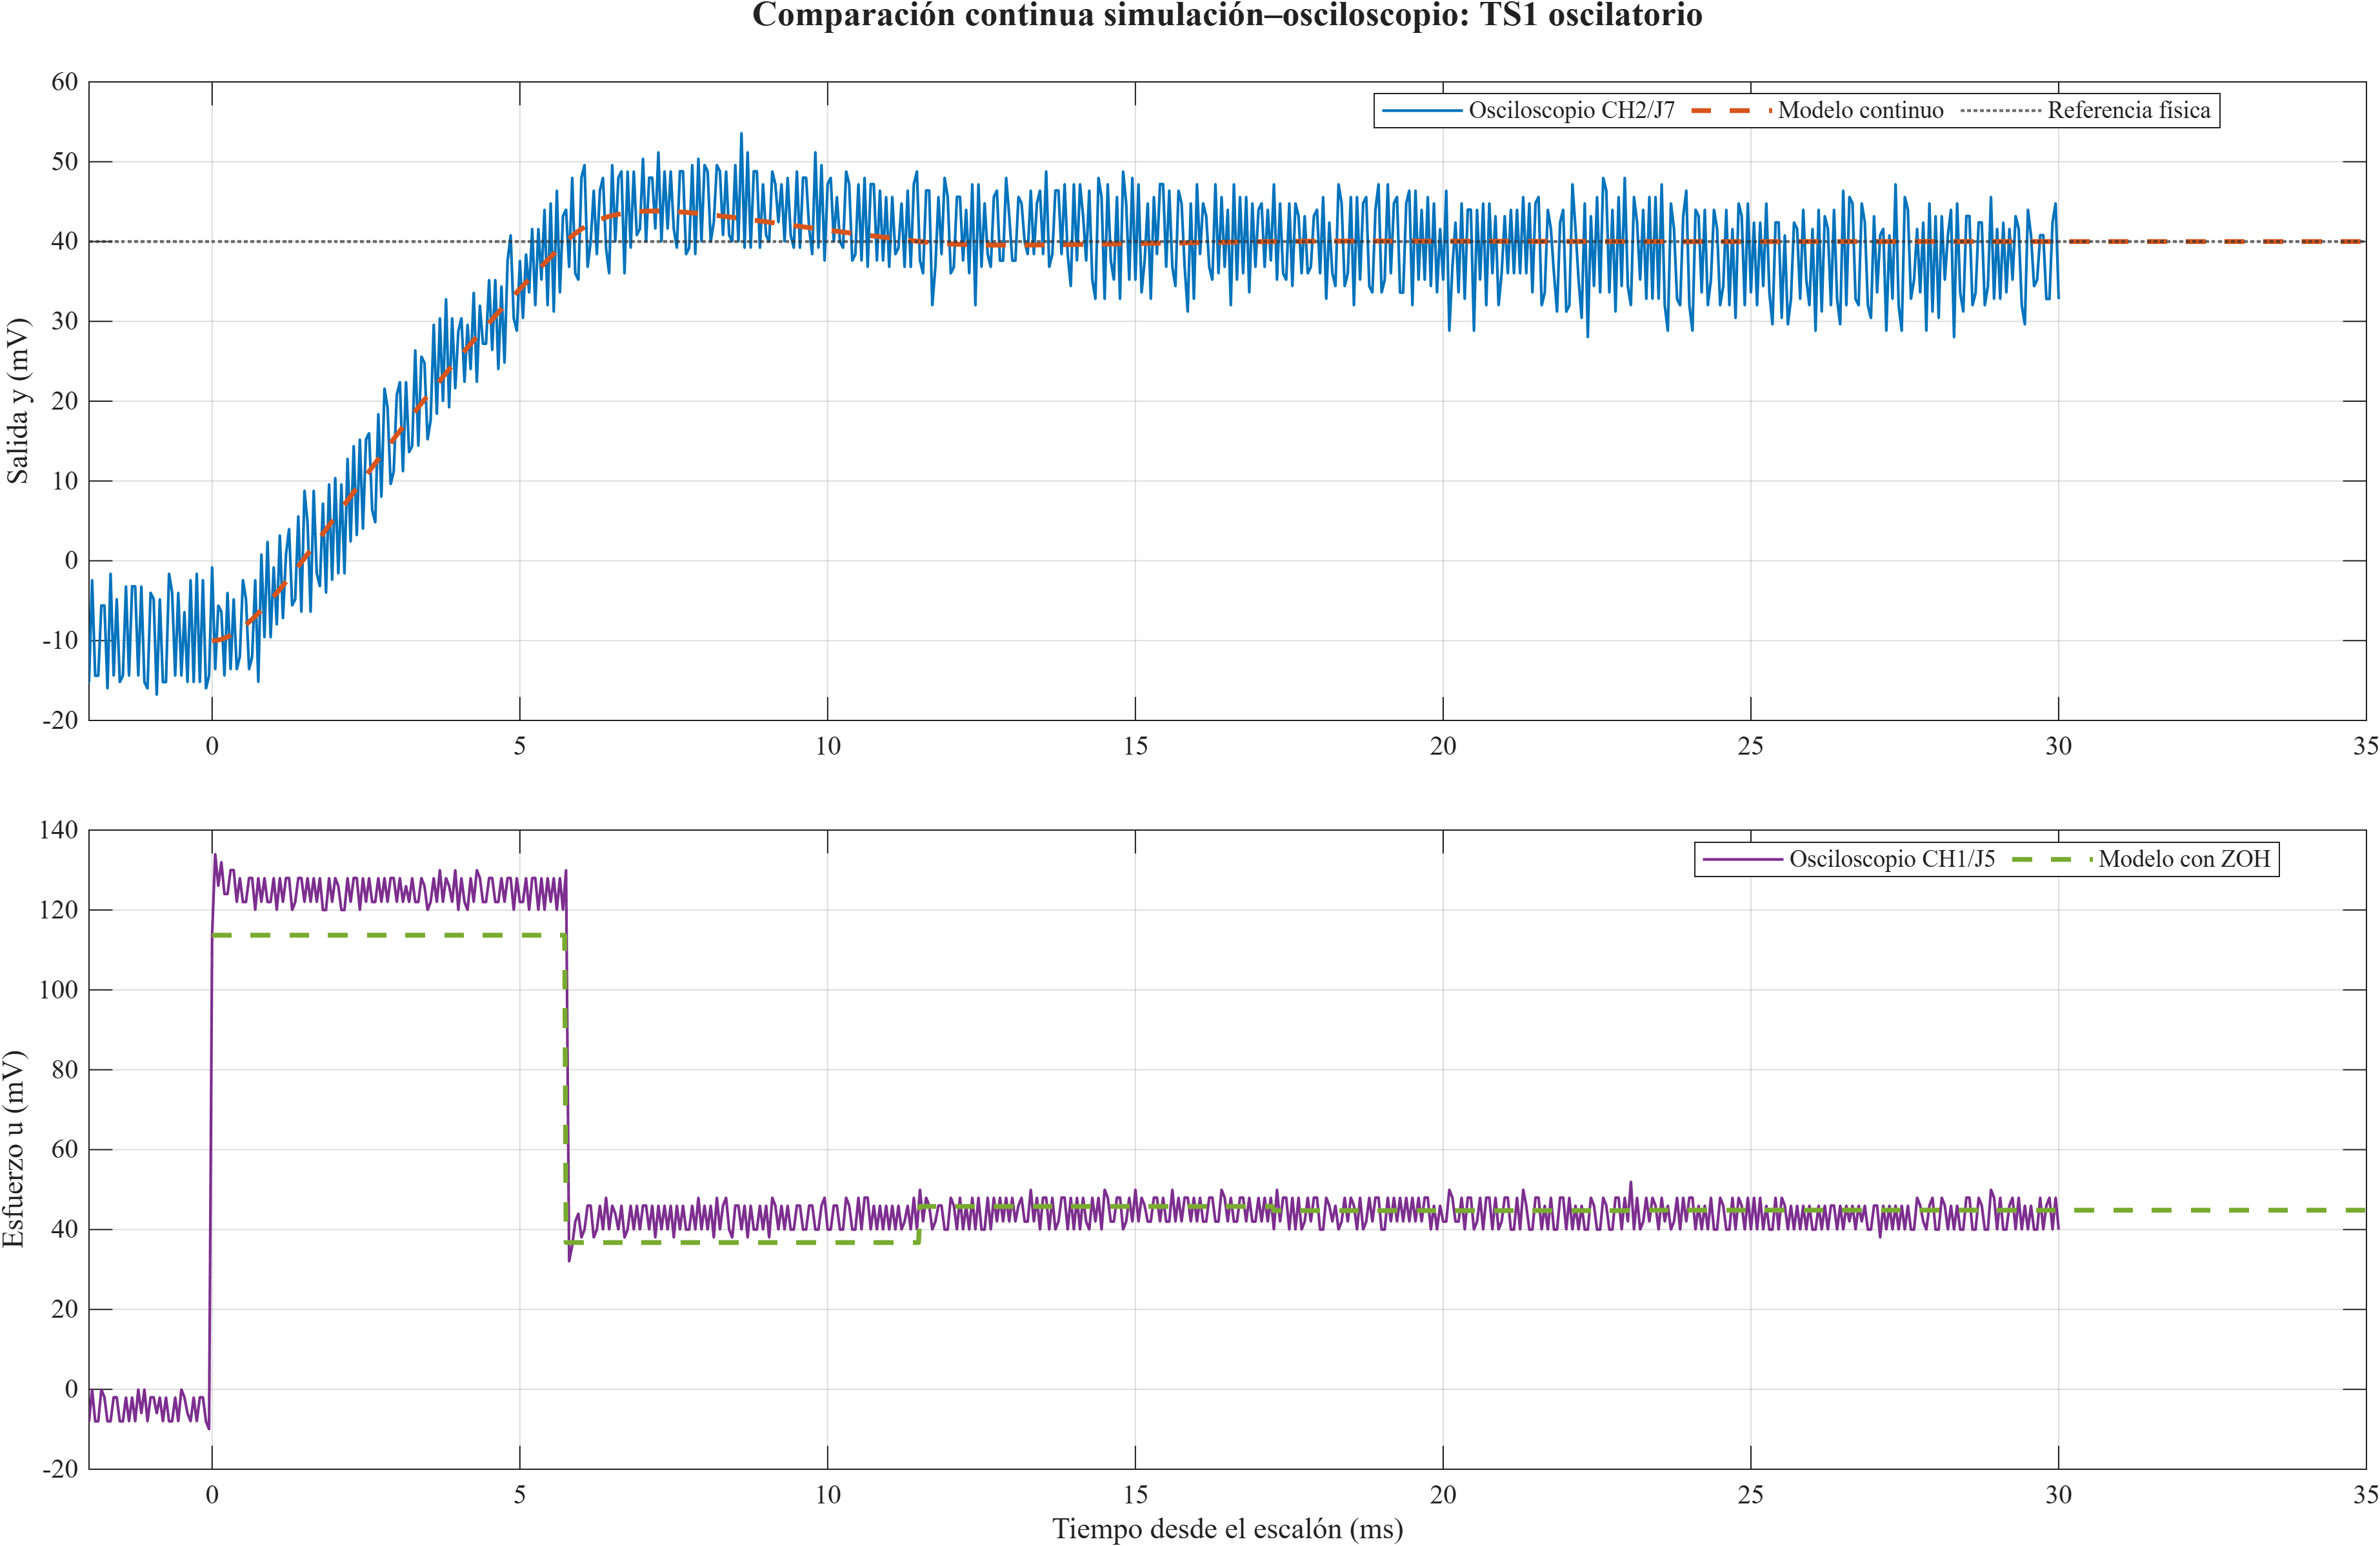 Comparación continua simulación–osciloscopio: TS1 oscilatorio
Osciloscopio CH2/J7 Modelo continuo Referencia física
Salida y (mV)
60
50
40
30
20
10
0
-10
-20
0 5 10 15 20 25 30 35
Osciloscopio CH1/J5 Modelo con ZOH
Esfuerzo u (mV)
140
120
100
80
60
40
20
0
-20
0 5 10 15 20 25 30 35
Tiempo desde el escalón (ms)